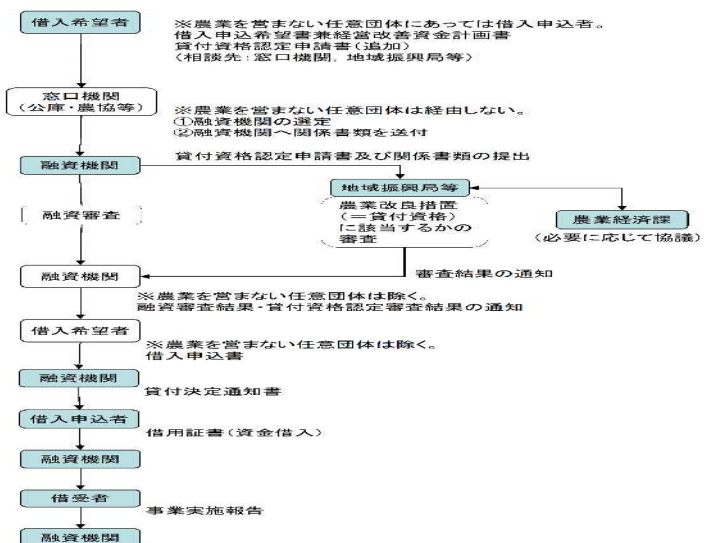 借入希望者
※農業を営まない任意団体にあっては借入申込者。
借入申込希望書兼経営改善資金計画書
貸付資格認定申請書(追加)
(相談先:窓口機関,地域振興局等)
窓口機関
(公庫・農協等)
※農業を営まない任意団体は経由しない。
①融資機関の選定
②融資機関へ関係書類を送付
融資機関
貸付資格認定申請書及び関係書類の提出
地域振興局等
融資審査
農業改良措置
(=貸付資格)
に該当するかの
審査
農業経済課
(必要に応じて協議)
融資機関
審査結果の通知
※農業を営まない任意団体は除く。
融資審査結果・貸付資格認定審査結果の通知
借入希望者
※農業を営まない任意団体は除く。
借入申込書
融資機関
貸付決定通知書
借入申込者
借用証書(資金借入)
融資機関
借受者
事業実施報告
融資機関